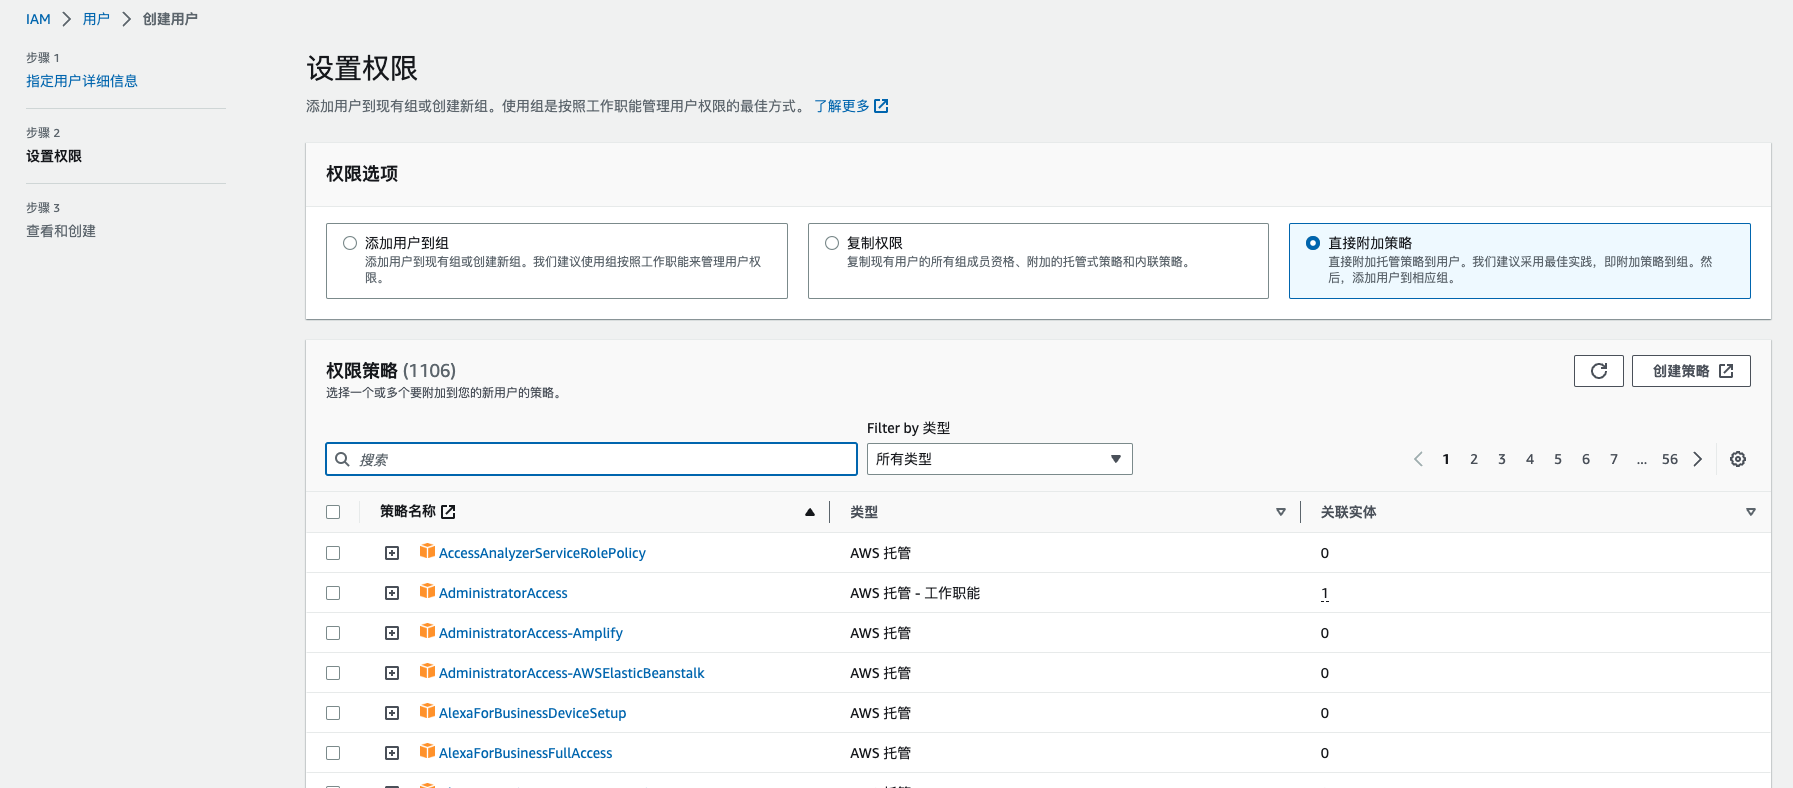 IAM > 用户 > 创建用户
步骤 1
指定用户详细信息
步骤 2
设置权限
步骤 3
查看和创建
设置权限
添加用户到现有组或创建新组。使用组是按照工作职能管理用户权限的最佳方式。 了解更多
权限选项
添加用户到组
添加用户到现有组或创建新组。我们建议使用组按照工作职能来管理用户权
限。
复制权限
复制现有用户的所有组成员资格、附加的托管式策略和内联策略。
直接附加策略
直接附加托管策略到用户。我们建议采用最佳实践，即附加策略到组。然
后，添加用户到相应组。
权限策略 (1106)
选择一个或多个要附加到您的新用户的策略。
创建策略
Filter by 类型
搜索
所有类型
1 2 3 4 5 6 7 ... 56
策略名称 类型 关联实体
AccessAnalyzerServiceRolePolicy AWS 托管 0
AdministratorAccess AWS 托管 - 工作职能 1
AdministratorAccess-Amplify AWS 托管 0
AdministratorAccess-AWSElasticBeanstalk AWS 托管 0
AlexaForBusinessDeviceSetup AWS 托管 0
AlexaForBusinessFullAccess AWS 托管 0